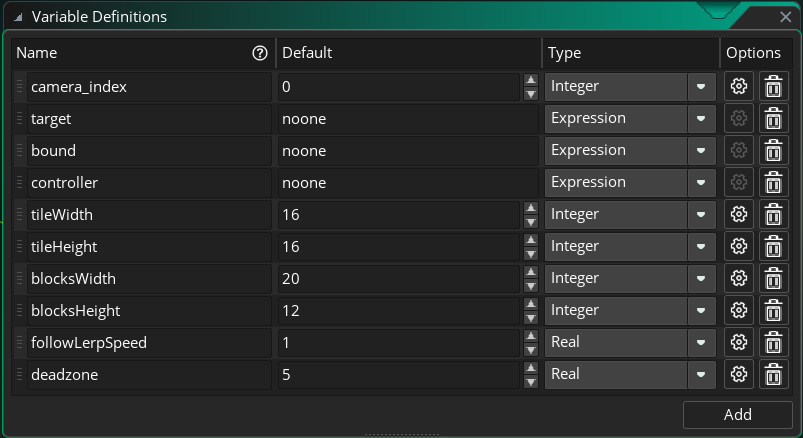 Variable Definitions
Name Default Type Options
camera_index 0 Integer
target noone Expression
bound noone Expression
controller noone Expression
tileWidth 16 Integer
tileHeight 16 Integer
blocksWidth 20 Integer
blocksHeight 12 Integer
followLerpSpeed 1 Real
deadzone 5 Real
Add